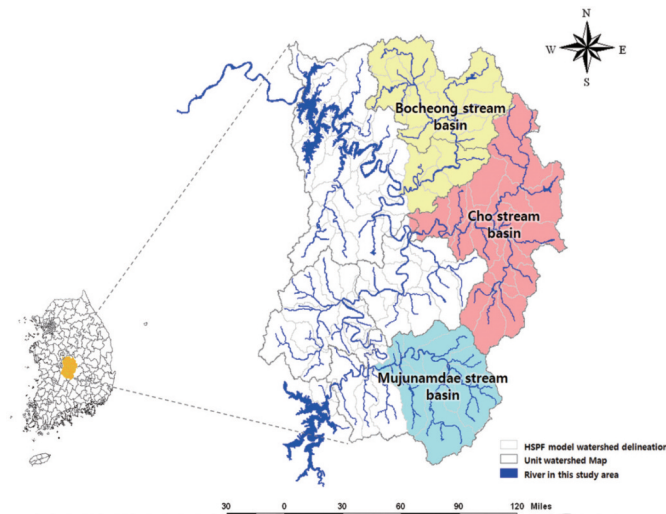 N
W E
S
Bocheong stream
basin
Cho stream
basin
Mujunamdae stream
basin
HSPF model watershed delineation
Unit watershed Map
River in this study area
30 0 30 60 90 120 Miles